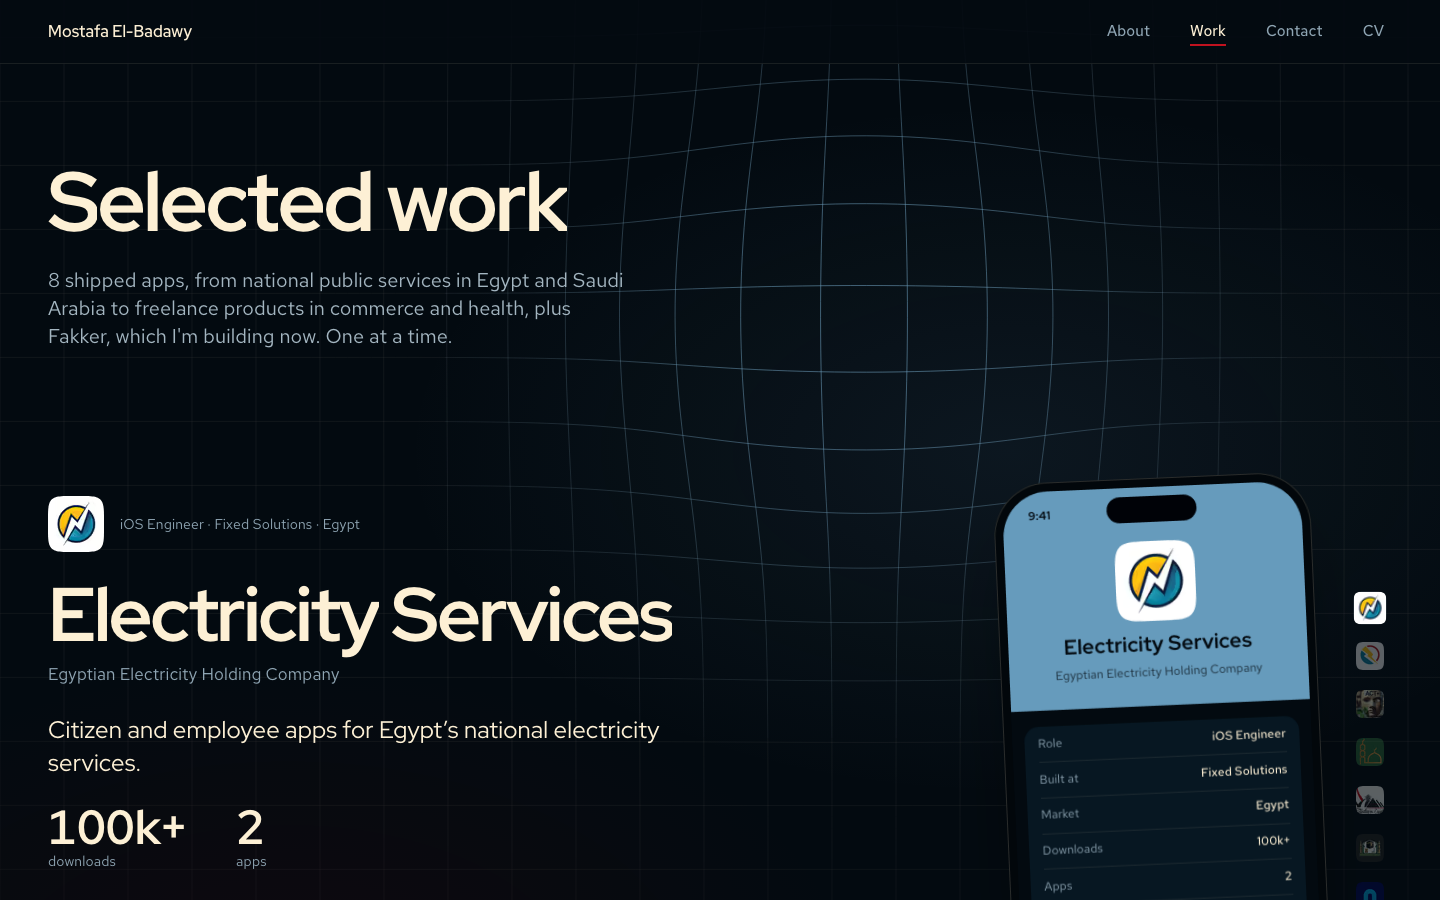 Mostafa El-Badawy
About
Work
Contact
CV
Selected work
8 shipped apps, from national public services in Egypt and Saudi
Arabia to freelance products in commerce and health, plus
Fakker, which I'm building now. One at a time.
iOS Engineer · Fixed Solutions · Egypt
Electricity Services
Egyptian Electricity Holding Company
Citizen and employee apps for Egypt’s national electricity
services.
100k+
downloads
2
apps
9:41
Electricity Services
Egyptian Electricity Holding Company
Role
iOS Engineer
Built at
Fixed Solutions
Market
Egypt
Downloads
100k+
Apps
2